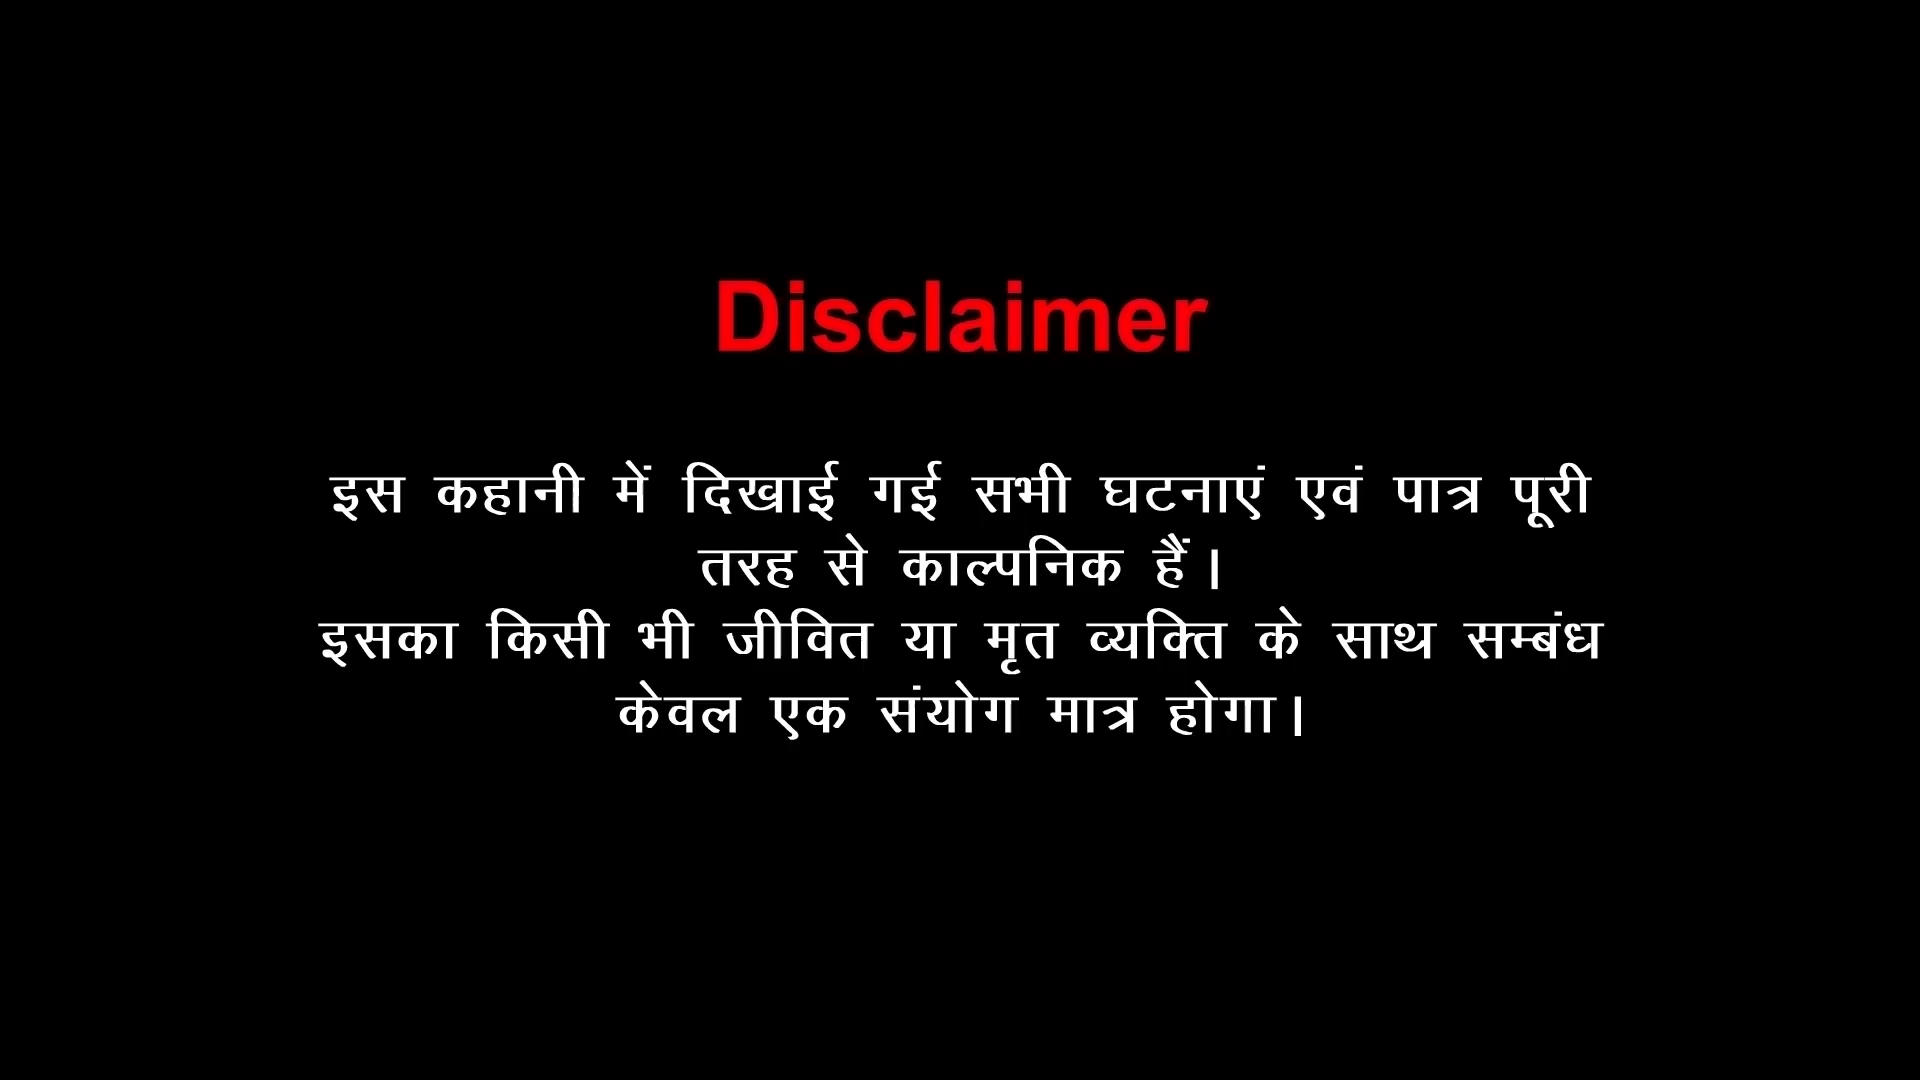 Disclaimer
इस कहानी में दिखाई गई सभी घटनाएं एवं पात्र पूरी
तरह से काल्पनिक हैं।
इसका किसी भी जीवित या मृत व्यक्ति के साथ सम्बंध
केवल एक संयोग मात्र होगा।